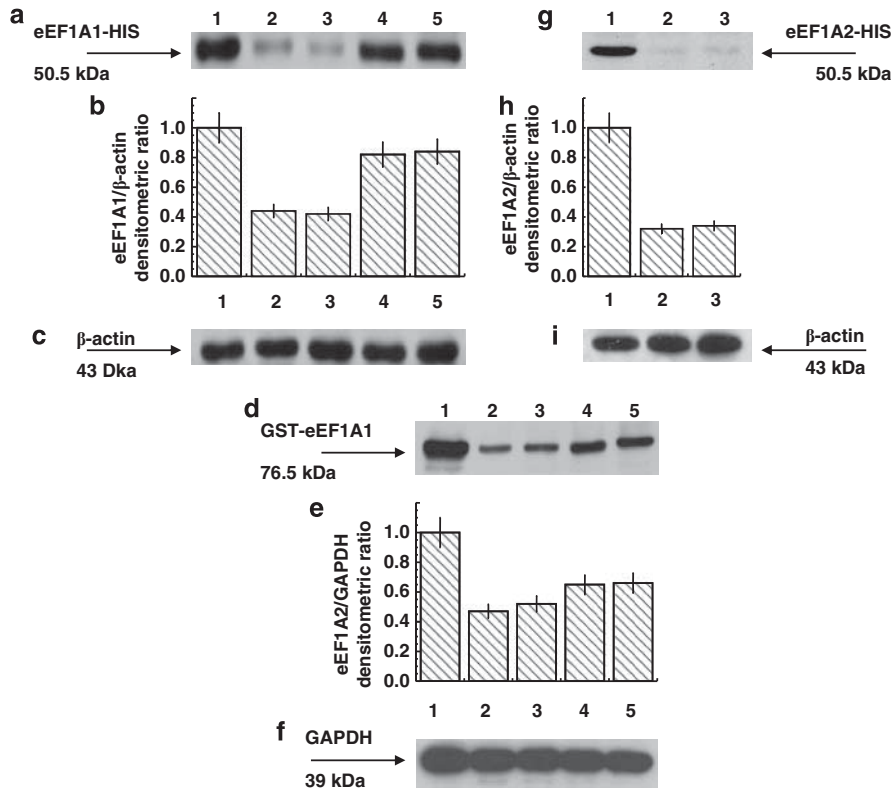 a
1 2 3 4 5
eEF1A1-HIS
50.5 kDa
b
eEF1A1/β-actin
densitometric ratio
1.0
0.8
0.6
0.4
0.2
0.0
1 2 3 4 5
c
β-actin
43 Dka
g
1 2 3
eEF1A2-HIS
50.5 kDa
h
eEF1A2/β-actin
densitometric ratio
1.0
0.8
0.6
0.4
0.2
0.0
1 2 3
i
β-actin
43 kDa
d
1 2 3 4 5
GST-eEF1A1
76.5 kDa
e
eEF1A2/GAPDH
densitometric ratio
1.0
0.8
0.6
0.4
0.2
0.0
1 2 3 4 5
f
GAPDH
39 kDa